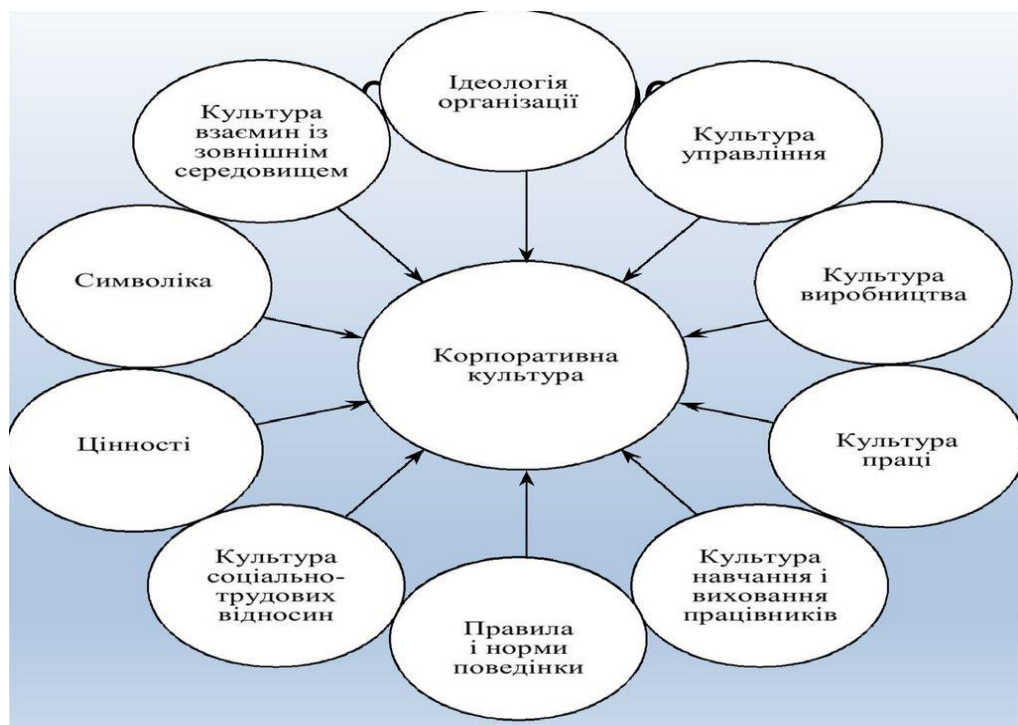 Ідеологія
організації
Культура
управління
Культура
виробництва
Культура
праці
Культура
навчання і
виховання
працівників
Правила
і норми
поведінки
Культура
соціально-
трудових
відносин
Цінності
Символіка
Культура
взаємин із
зовнішнім
середовищем
Корпоративна
культура